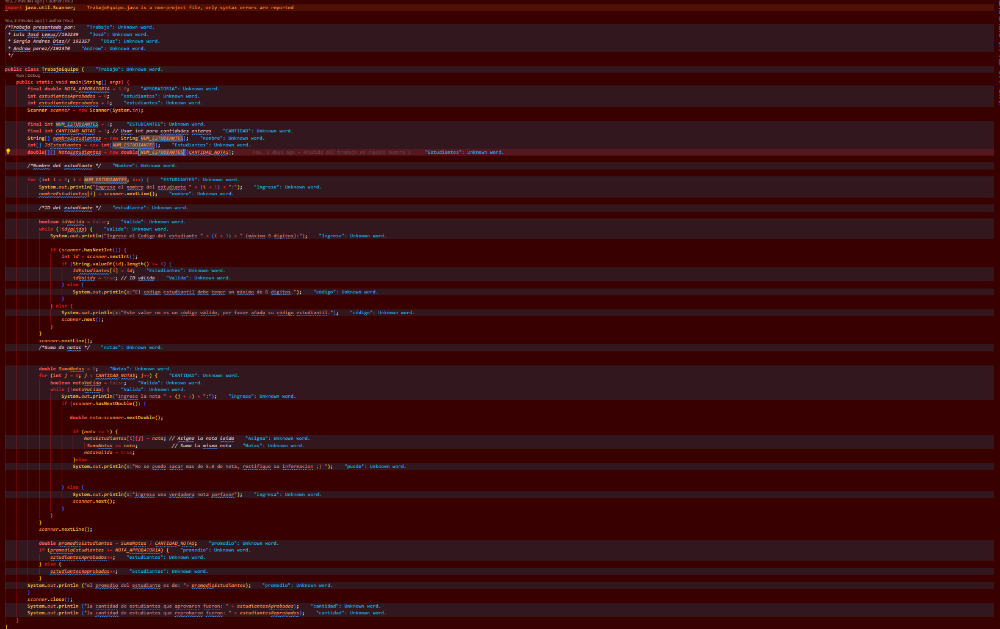 You, 2 minutes ago | 1 author (You)
import java.util.Scanner;    TrabajoEquipo.java is a non-project file, only syntax errors are reported
You, 2 minutes ago | 1 author (You)
/*Trabajo presentado por:    "Trabajo": Unknown word.
* Luis José Lemus//192239    "José": Unknown word.
* Sergio Andres Diaz// 192357    "Diaz": Unknown word.
* Androw perez//192370    "Androw": Unknown word.
*/
public class TrabajoEquipo {    "Trabajo": Unknown word.
Run | Debug
public static void main(String[] args) {
final double NOTA_APROBATORIA = 3.0;    "APROBATORIA": Unknown word.
int estudiantesAprobados = 0;    "estudiantes": Unknown word.
int estudiantesReprobados = 0;    "estudiantes": Unknown word.
Scanner scanner = new Scanner(System.in);
final int NUM_ESTUDIANTES = 3;    "ESTUDIANTES": Unknown word.
final int CANTIDAD_NOTAS = 3; // Usar int para cantidades enteras    "CANTIDAD": Unknown word.
String[] nombreEstudiantes = new String[NUM_ESTUDIANTES];    "nombre": Unknown word.
int[] IdEstudiantes = new int[NUM_ESTUDIANTES];    "Estudiantes": Unknown word.
double[][] NotaEstudiantes = new double[NUM_ESTUDIANTES][CANTIDAD_NOTAS];    You, 2 days ago • Añadido del trabajo en equipo numero 1    "Estudiantes": Unknown word.
/*Nombre del estudiante */    "Nombre": Unknown word.
for (int i = 0; i < NUM_ESTUDIANTES; i++) {    "ESTUDIANTES": Unknown word.
System.out.println("Ingrese el nombre del estudiante " + (i + 1) + ":");    "Ingrese": Unknown word.
nombreEstudiantes[i] = scanner.nextLine();    "nombre": Unknown word.
/*ID del estudiante */    "estudiante": Unknown word.
boolean idValida = false;    "Valida": Unknown word.
while (!idValida) {    "Valida": Unknown word.
System.out.println("Ingrese el Codigo del estudiante " + (i + 1) + " (máximo 6 dígitos):");    "Ingrese": Unknown word.
if (scanner.hasNextInt()) {
int id = scanner.nextInt();
if (String.valueOf(id).length() <= 6) {
IdEstudiantes[i] = id;    "Estudiantes": Unknown word.
idValida = true; // ID válida    "Valida": Unknown word.
} else {
System.out.println(x:"El código estudiantil debe tener un máximo de 6 dígitos.");    "código": Unknown word.
}
} else {
System.out.println(x:"Este valor no es un código válido, por favor añada su código estudiantil.");    "código": Unknown word.
scanner.next();
}
}
scanner.nextLine();
/*Suma de notas */    "notas": Unknown word.
double SumaNotas = 0;    "Notas": Unknown word.
for (int j = 0; j < CANTIDAD_NOTAS; j++) {    "CANTIDAD": Unknown word.
boolean notaValida = false;    "Valida": Unknown word.
while (!notaValida) {    "Valida": Unknown word.
System.out.println("Ingrese la nota " + (j + 1) + ":");    "Ingrese": Unknown word.
if (scanner.hasNextDouble()) {
double nota=scanner.nextDouble();
if (nota <= 5) {
NotaEstudiantes[i][j] = nota; // Asigna la nota leída    "Asigna": Unknown word.
SumaNotas += nota;    // Suma la misma nota    "Notas": Unknown word.
notaValida = true;
}else
System.out.println(x:"No se puede sacar mas de 5.0 de nota, rectifique su informacion ;) ");    "puede": Unknown word.
} else {
System.out.println(x:"ingresa una verdadera nota porfavor");    "ingresa": Unknown word.
scanner.next();
}
}
}
scanner.nextLine();
double promedioEstudiantes = SumaNotas / CANTIDAD_NOTAS;    "promedio": Unknown word.
if (promedioEstudiantes >= NOTA_APROBATORIA) {    "promedio": Unknown word.
estudiantesAprobados++;    "estudiantes": Unknown word.
} else {
estudiantesReprobados++;    "estudiantes": Unknown word.
}
System.out.println ("el promedio del estudiante es de: "+ promedioEstudiantes);    "promedio": Unknown word.
}
scanner.close();
System.out.println ("la cantidad de estudiantes que aprovaron fueron: " + estudiantesAprobados);    "cantidad": Unknown word.
System.out.println ("la cantidad de estudiantes que reprobaron fueron: " + estudiantesReprobados);    "cantidad": Unknown word.
}
}